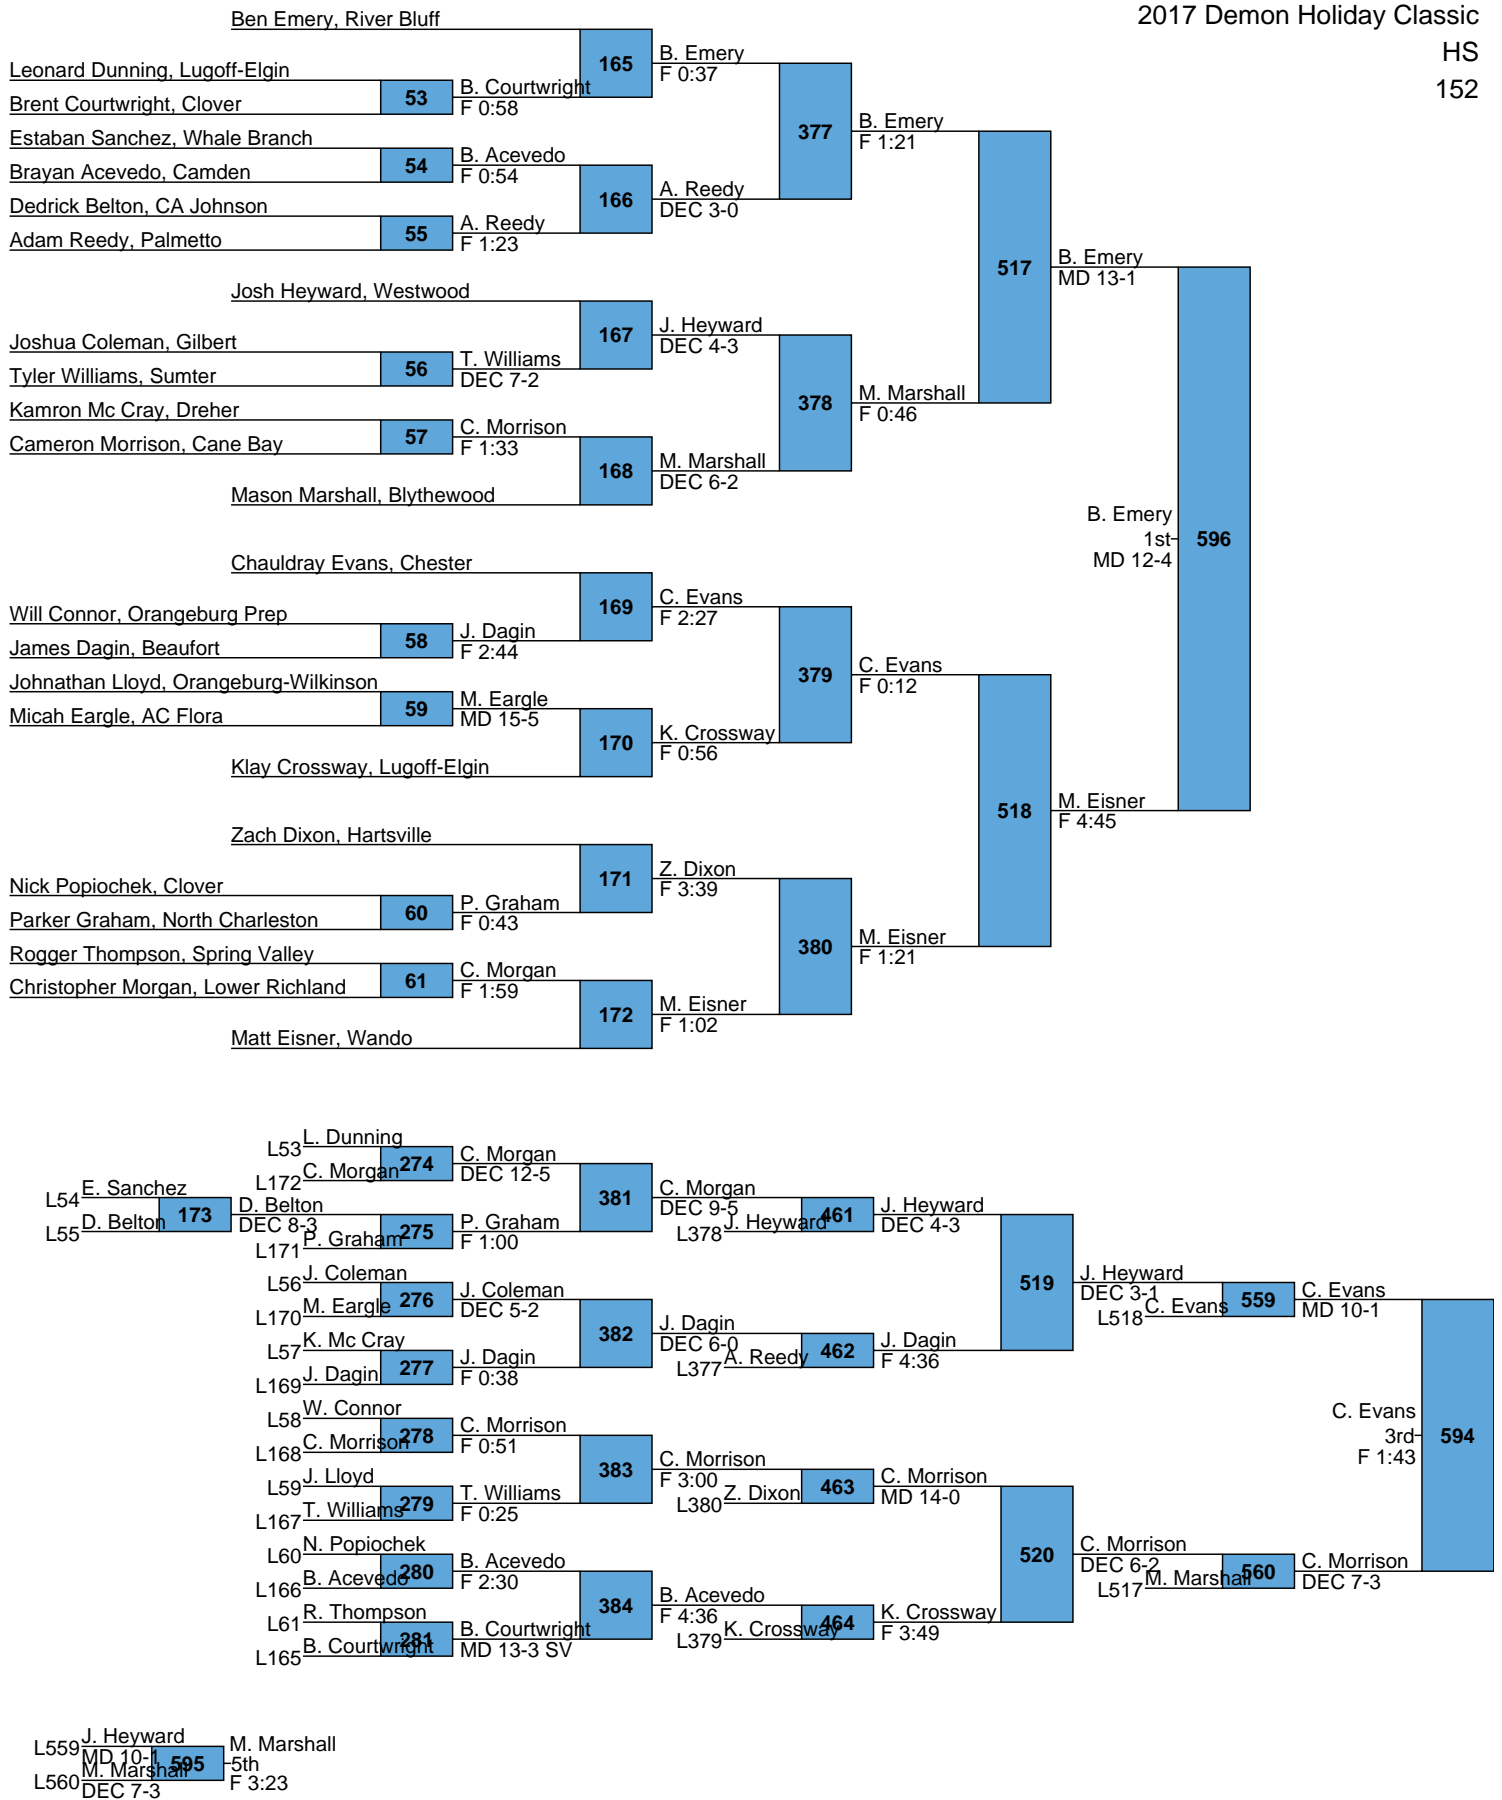 2017 Demon Holiday Classic
HS
152
Ben Emery, River Bluff
165
B. Emery
F 0:37
Leonard Dunning, Lugoff-Elgin
53
B. Courtwright
F 0:58
Brent Courtwright, Clover
377
B. Emery
F 1:21
Estaban Sanchez, Whale Branch
54
B. Acevedo
F 0:54
Brayan Acevedo, Camden
166
A. Reedy
DEC 3-0
Dedrick Belton, CA Johnson
55
A. Reedy
F 1:23
Adam Reedy, Palmetto
517
B. Emery
MD 13-1
Josh Heyward, Westwood
167
J. Heyward
DEC 4-3
Joshua Coleman, Gilbert
56
T. Williams
DEC 7-2
Tyler Williams, Sumter
378
M. Marshall
F 0:46
Kamron Mc Cray, Dreher
57
C. Morrison
F 1:33
Cameron Morrison, Cane Bay
168
M. Marshall
DEC 6-2
Mason Marshall, Blythewood
B. Emery
1st
MD 12-4
596
Chauldray Evans, Chester
169
C. Evans
F 2:27
Will Connor, Orangeburg Prep
58
J. Dagin
F 2:44
James Dagin, Beaufort
379
C. Evans
F 0:12
Johnathan Lloyd, Orangeburg-Wilkinson
59
M. Eargle
MD 15-5
Micah Eargle, AC Flora
170
K. Crossway
F 0:56
Klay Crossway, Lugoff-Elgin
518
M. Eisner
F 4:45
Zach Dixon, Hartsville
171
Z. Dixon
F 3:39
Nick Popiochek, Clover
60
P. Graham
F 0:43
Parker Graham, North Charleston
380
M. Eisner
F 1:21
Rogger Thompson, Spring Valley
61
C. Morgan
F 1:59
Christopher Morgan, Lower Richland
172
M. Eisner
F 1:02
Matt Eisner, Wando
L53
L. Dunning
274
C. Morgan
DEC 12-5
L172
C. Morgan
381
C. Morgan
DEC 9-5
L54
E. Sanchez
173
D. Belton
DEC 8-3
L55
D. Belton
275
P. Graham
F 1:00
L171
P. Graham
L378
J. Heyward
461
J. Heyward
DEC 4-3
L56
J. Coleman
276
J. Coleman
DEC 5-2
L170
M. Eargle
382
J. Dagin
DEC 6-0
L57
K. Mc Cray
277
J. Dagin
F 0:38
L169
J. Dagin
L377
A. Reedy
462
J. Dagin
F 4:36
519
J. Heyward
DEC 3-1
L518
C. Evans
559
C. Evans
MD 10-1
L58
W. Connor
278
C. Morrison
F 0:51
L168
C. Morrison
383
C. Morrison
F 3:00
L59
J. Lloyd
279
T. Williams
F 0:25
L167
T. Williams
L380
Z. Dixon
463
C. Morrison
MD 14-0
C. Evans
3rd
F 1:43
594
L60
N. Popiochek
280
B. Acevedo
F 2:30
L166
B. Acevedo
384
B. Acevedo
F 4:36
L61
R. Thompson
281
B. Courtwright
MD 13-3 SV
L165
B. Courtwright
L379
K. Crossway
464
K. Crossway
F 3:49
520
C. Morrison
DEC 6-2
L517
M. Marshall
560
C. Morrison
DEC 7-3
L559
J. Heyward
MD 10-1
595
M. Marshall
5th
F 3:23
L560
M. Marshall
DEC 7-3